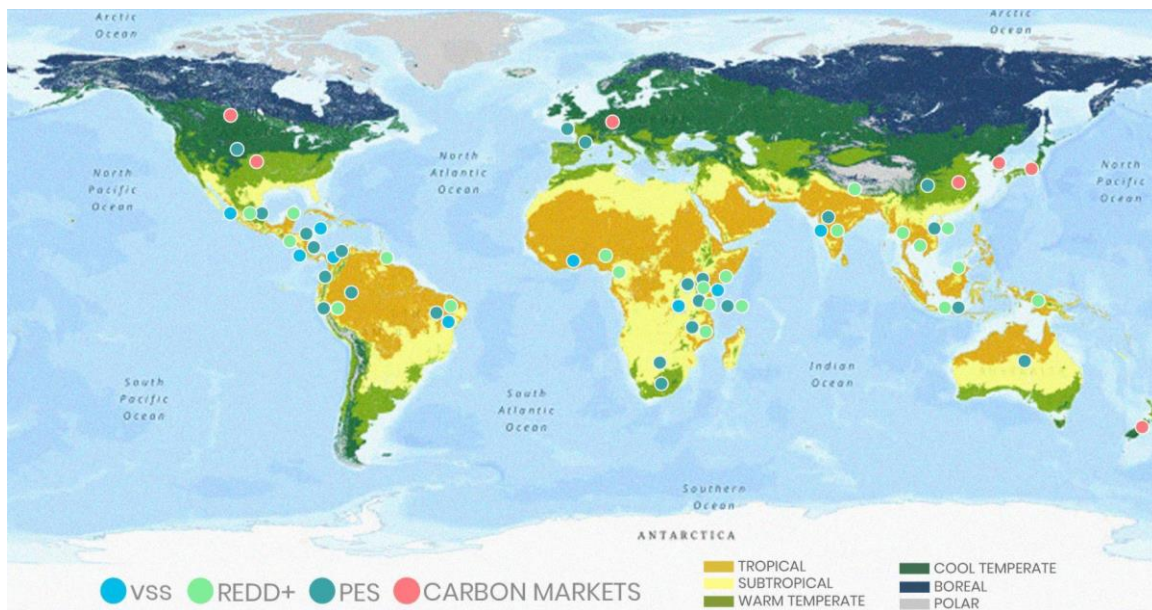 Arctic
Ocean
Arctic
Ocean
North
Pacific
Ocean
North
Atlantic
Ocean
North
Pacific
Ocean
South
Pacific
Ocean
South
Atlantic
Ocean
Indian
Ocean
Southern
Ocean
ANTARCTICA
VSS
REDD+
PES
CARBON MARKETS
TROPICAL
SUBTROPICAL
WARM TEMPERATE
COOL TEMPERATE
BOREAL
POLAR